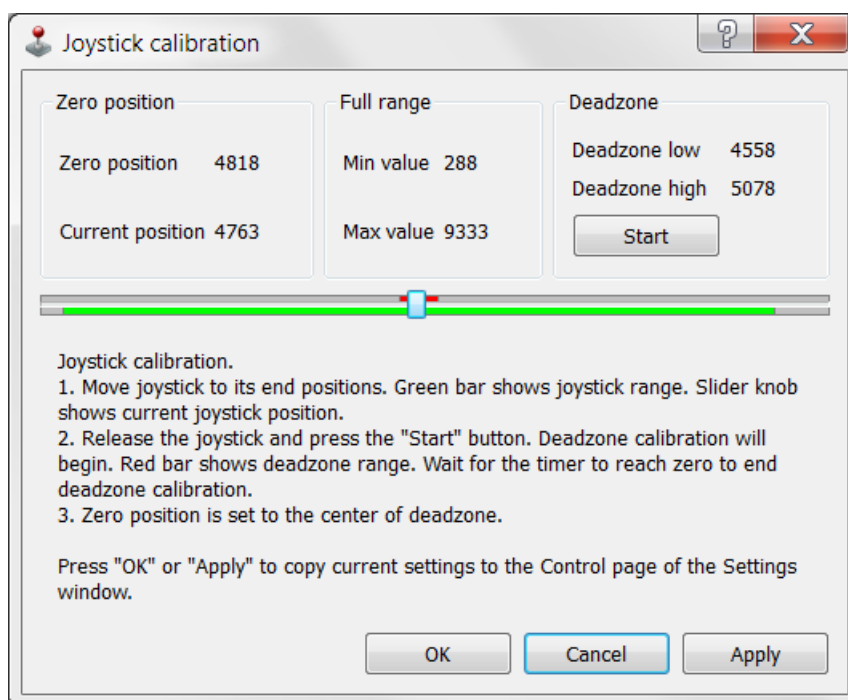 Joystick calibration
Zero position
Zero position 4818
Current position 4763
Full range
Min value 288
Max value 9333
Deadzone
Deadzone low 4558
Deadzone high 5078
Start
Joystick calibration.
1. Move joystick to its end positions. Green bar shows joystick range. Slider knob
shows current joystick position.
2. Release the joystick and press the "Start" button. Deadzone calibration will
begin. Red bar shows deadzone range. Wait for the timer to reach zero to end
deadzone calibration.
3. Zero position is set to the center of deadzone.
Press "OK" or "Apply" to copy current settings to the Control page of the Settings
window.
OK Cancel Apply